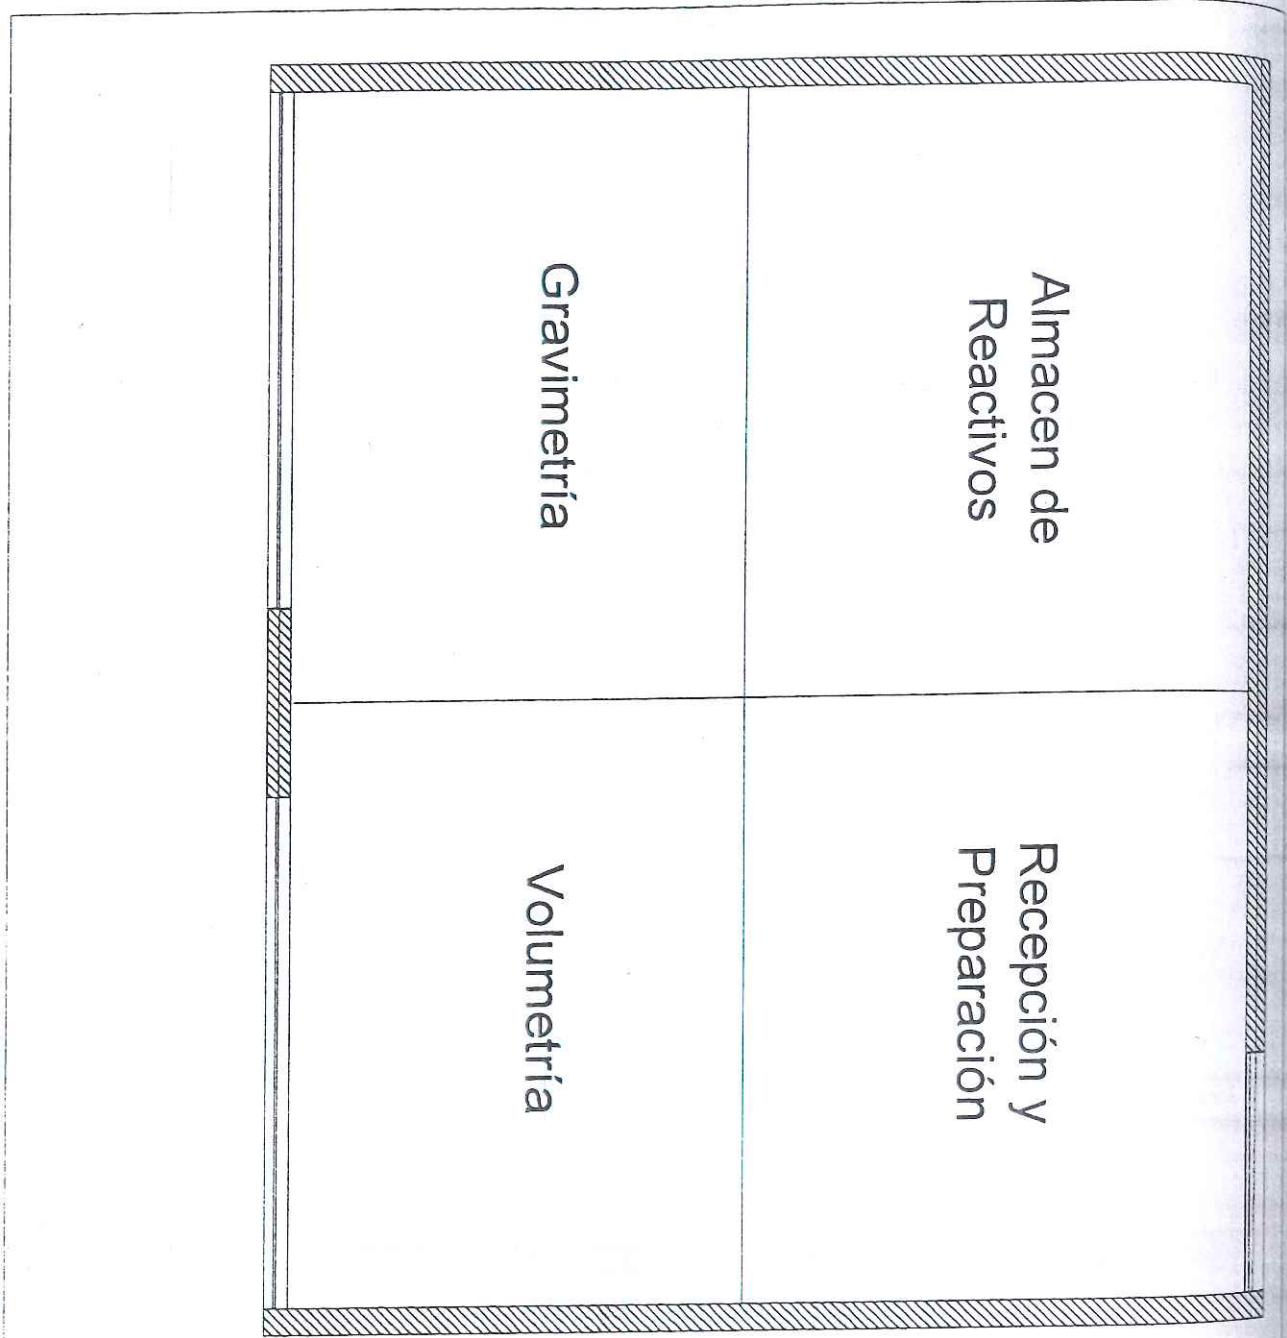 Almacen de
Reactivos
Recepción y
Preparación
Gravimetría
Volumetría